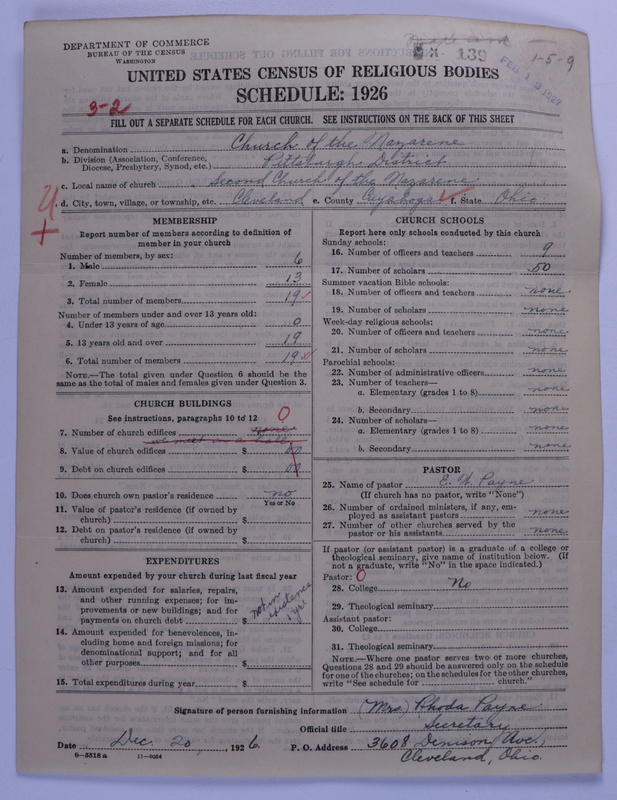 DEPARTMENT OF COMMERCE
BUREAU OF THE CENSUS
WASHINGTON
139
1-5-9
FEB 1 1927
UNITED STATES CENSUS OF RELIGIOUS BODIES
SCHEDULE: 1926
3-2
FILL OUT A SEPARATE SCHEDULE FOR EACH CHURCH. SEE INSTRUCTIONS ON THE BACK OF THIS SHEET
a. Denomination Church of the Nazarene
b. Division (Association, Conference, Diocese, Presbytery, Synod, etc.) Pittsburgh District
c. Local name of church Second Church of the Nazarene
d. City, town, village, or township, etc. Cleveland e. County Cuyahoga f. State Ohio
MEMBERSHIP
Report number of members according to definition of
member in your church
Number of members, by sex:
1. Male 6
2. Female 13
3. Total number of members 19
Number of members under and over 13 years old:
4. Under 13 years of age 0
5. 13 years old and over 19
6. Total number of members 19
NOTE.—The total given under Question 6 should be the
same as the total of males and females given under Question 3.
CHURCH BUILDINGS
See instructions, paragraphs 10 to 12
7. Number of church edifices none 0
we meet in a hall
8. Value of church edifices $ 00
9. Debt on church edifices $ 00
10. Does church own pastor's residence no
Yes or No
11. Value of pastor's residence (if owned by
church) $
12. Debt on pastor's residence (if owned by
church) $
EXPENDITURES
Amount expended by your church during last fiscal year
13. Amount expended for salaries, repairs,
and other running expenses; for im-
provements or new buildings; and for
payments on church debt $
not in existence 1 yr.
14. Amount expended for benevolences, in-
cluding home and foreign missions; for
denominational support; and for all
other purposes $
15. Total expenditures during year $
CHURCH SCHOOLS
Report here only schools conducted by this church
Sunday schools:
16. Number of officers and teachers 9
17. Number of scholars 50
Summer vacation Bible schools:
18. Number of officers and teachers none
19. Number of scholars none
Week-day religious schools:
20. Number of officers and teachers none
21. Number of scholars none
Parochial schools:
22. Number of administrative officers none
23. Number of teachers—
a. Elementary (grades 1 to 8) none
b. Secondary none
24. Number of scholars—
a. Elementary (grades 1 to 8) none
b. Secondary none
PASTOR
25. Name of pastor E. W. Payne
(If church has no pastor, write "None")
26. Number of ordained ministers, if any, em-
ployed as assistant pastors none
27. Number of other churches served by the
pastor or his assistants none
If pastor (or assistant pastor) is a graduate of a college or
theological seminary, give name of institution below. (If
not a graduate, write "No" in the space indicated.)
Pastor: 0
28. College No
29. Theological seminary
Assistant pastor:
30. College
31. Theological seminary
NOTE.—Where one pastor serves two or more churches,
Questions 28 and 29 should be answered only on the schedule
for one of the churches; on the schedules for the other churches,
write "See schedule for church."
Signature of person furnishing information (Mrs) Rhoda Payne
Official title Secretary
Date Dec. 20, 1926. P. O. Address 3608 Denison Ave.,
Cleveland, Ohio.
8-5518 a 11-9054